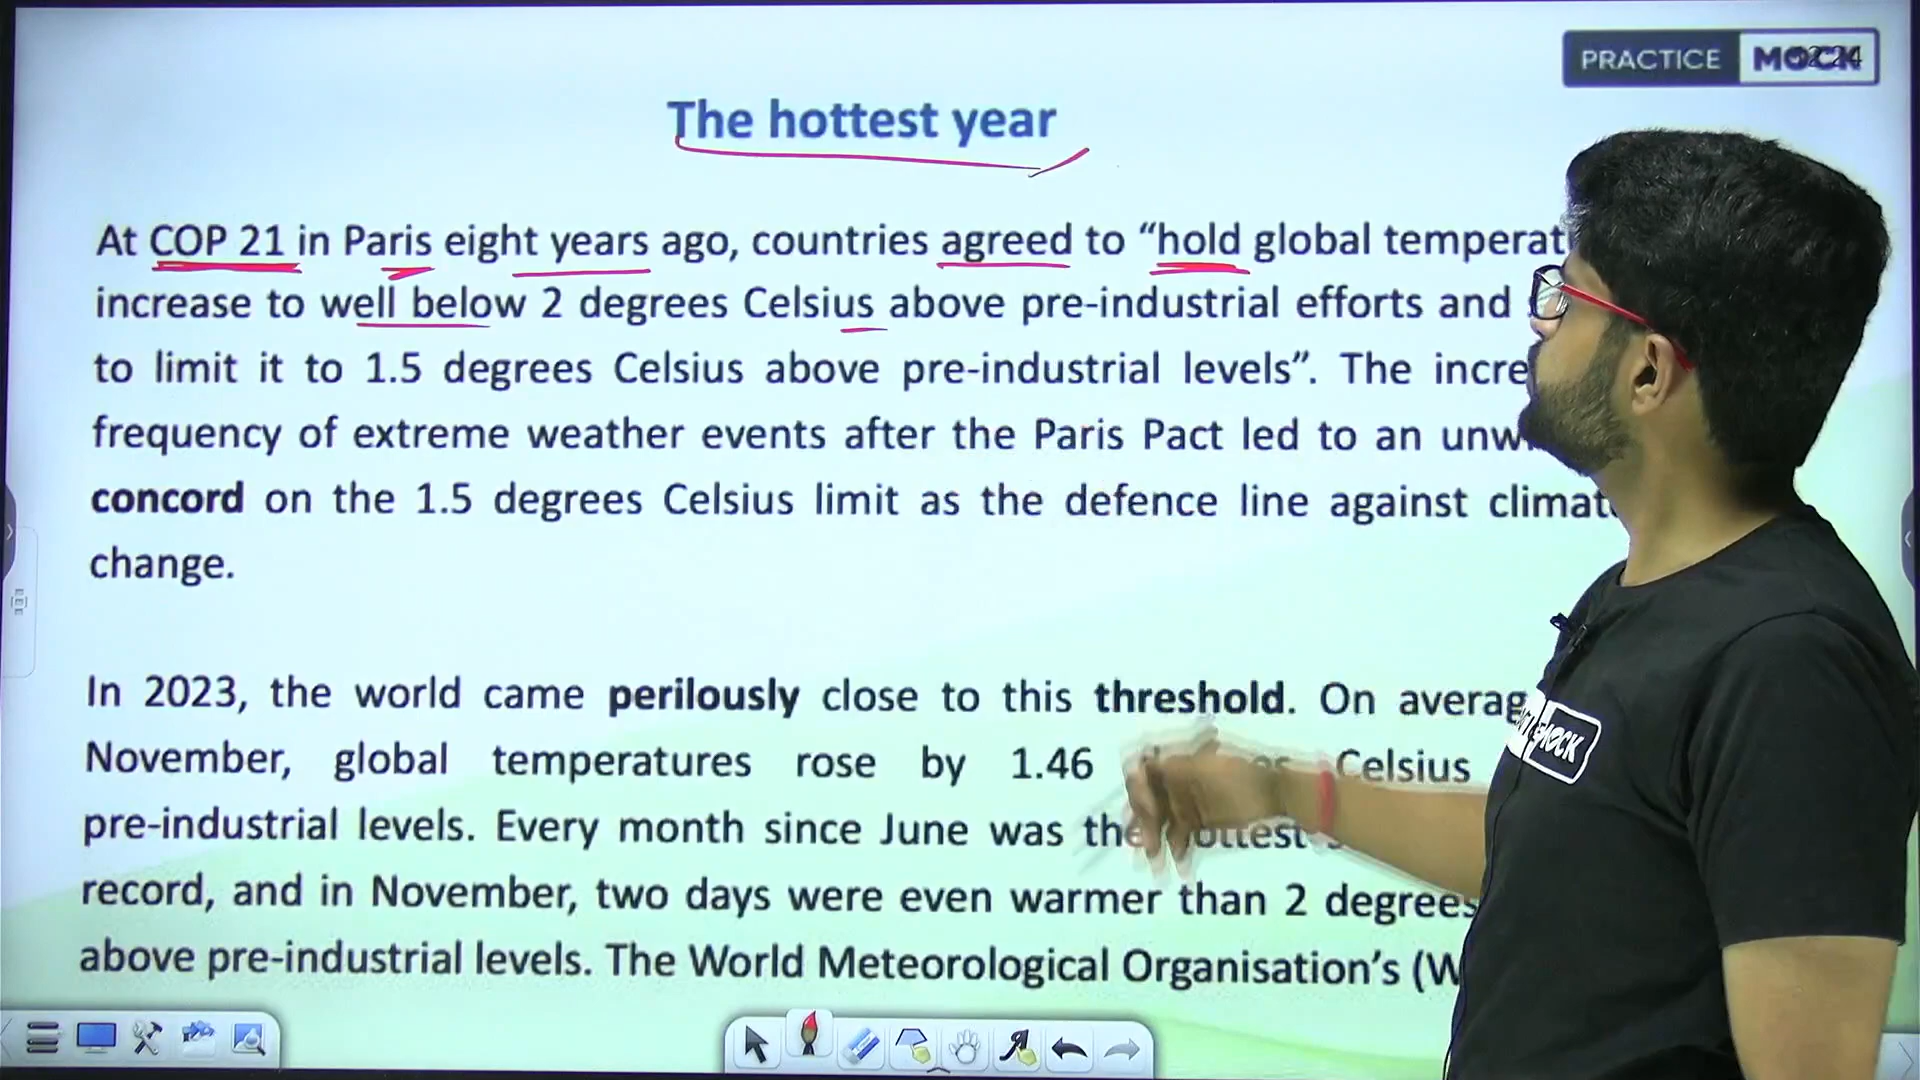 PRACTICE MOCK
The hottest year
At COP 21 in Paris eight years ago, countries agreed to “hold global
increase to well below 2 degrees Celsius above pre-industrial efforts and
to limit it to 1.5 degrees Celsius above pre-industrial levels”. The
frequency of extreme weather events after the Paris Pact led to an
concord on the 1.5 degrees Celsius limit as the defence line against
change.
In 2023, the world came perilously close to this threshold. On
November, global temperatures rose by 1.46 Celsius
pre-industrial levels. Every month since June was
record, and in November, two days were even warmer than 2 degrees
above pre-industrial levels. The World Meteorological Organisation’s
MOCK